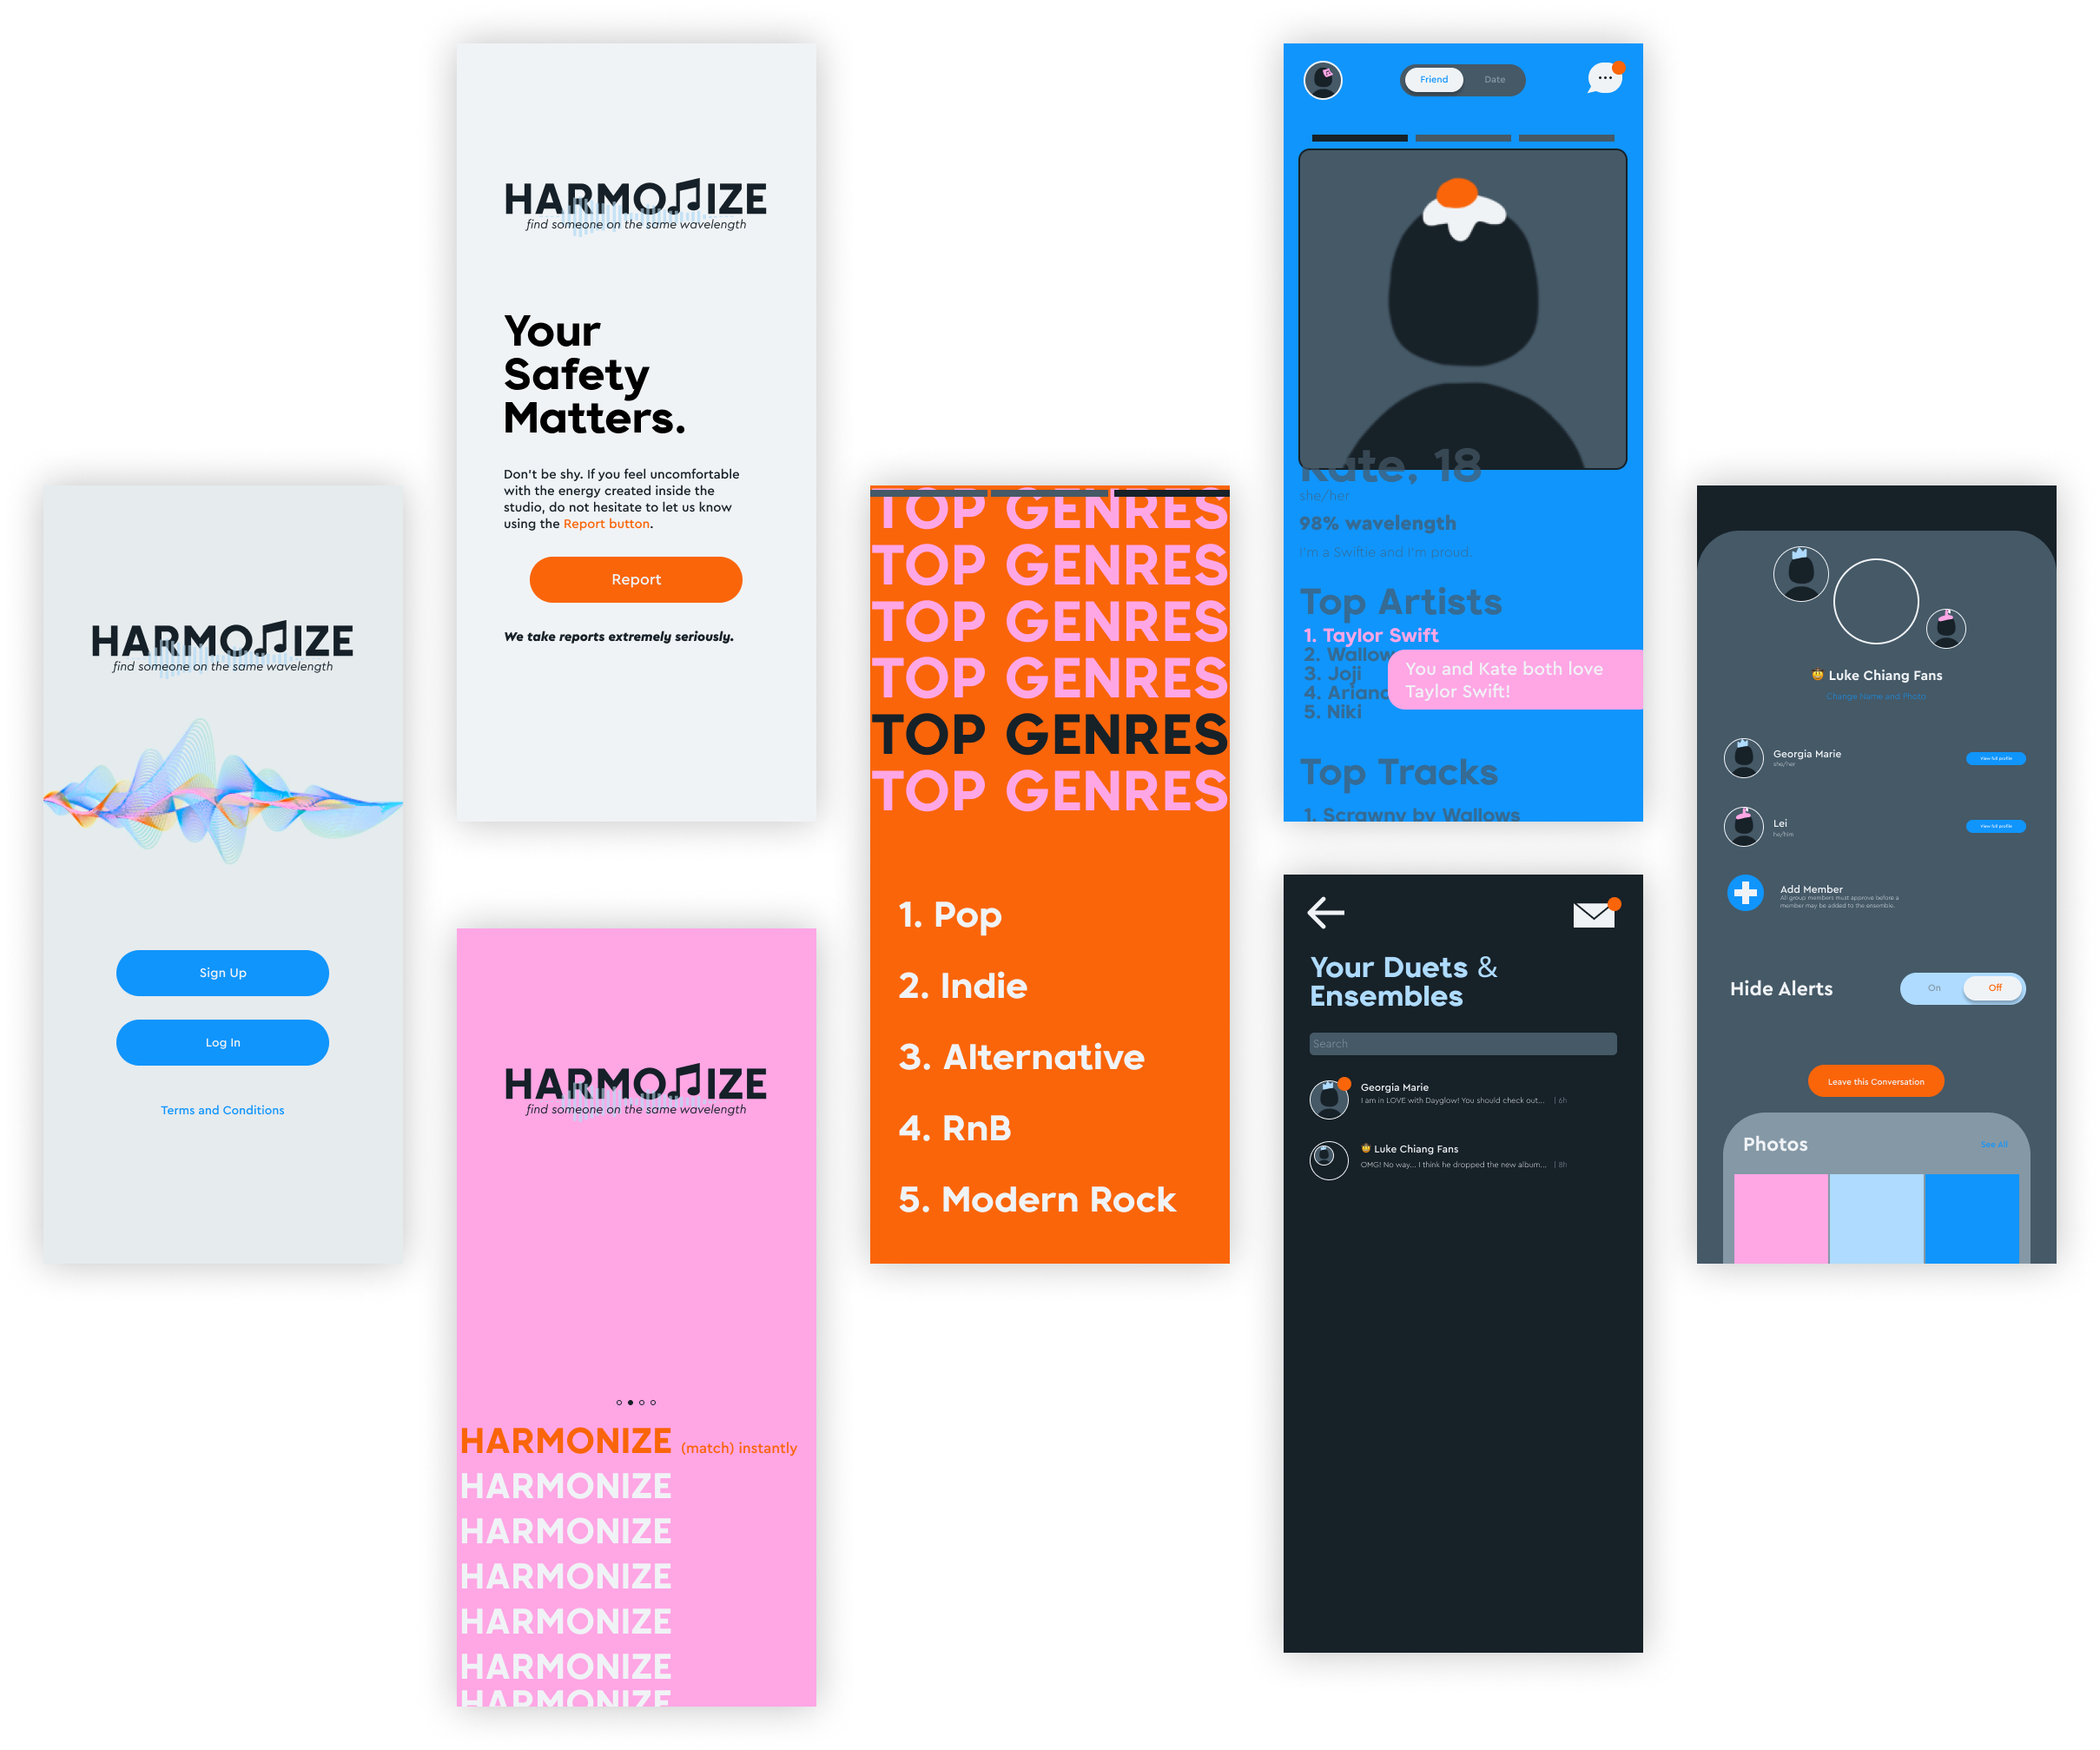 HARMONIZE
find someone on the same wavelength
Sign Up
Log In
Terms and Conditions
HARMONIZE
find someone on the same wavelength
Your
Safety
Matters.
Don't be shy. If you feel uncomfortable
with the energy created inside the
studio, do not hesitate to let us know
using the Report button.
Report
We take reports extremely seriously.
HARMONIZE
find someone on the same wavelength
HARMONIZE (match) instantly
HARMONIZE
HARMONIZE
HARMONIZE
HARMONIZE
HARMONIZE
HARMONIZE
TOP GENRES
TOP GENRES
TOP GENRES
TOP GENRES
TOP GENRES
TOP GENRES
1. Pop
2. Indie
3. Alternative
4. RnB
5. Modern Rock
Friend Date
Kate, 18
she/her
98% wavelength
I'm a Swiftie and I'm proud.
Top Artists
1. Taylor Swift
2. Wallow
3. Joji
4. Ariana
5. Niki
You and Kate both love
Taylor Swift!
Top Tracks
1. Scrawny by Wallows
Your Duets &
Ensembles
Search
Georgia Marie
I am in LOVE with Dayglow! You should check out... | 6h
Luke Chiang Fans
OMG! No way... I think he dropped the new album... | 8h
Luke Chiang Fans
Change Name and Photo
Georgia Marie
she/her
View full profile
Lei
he/him
View full profile
Add Member
All group members must approve before a
member may be added to the ensemble.
Hide Alerts
On Off
Leave this Conversation
Photos
See All